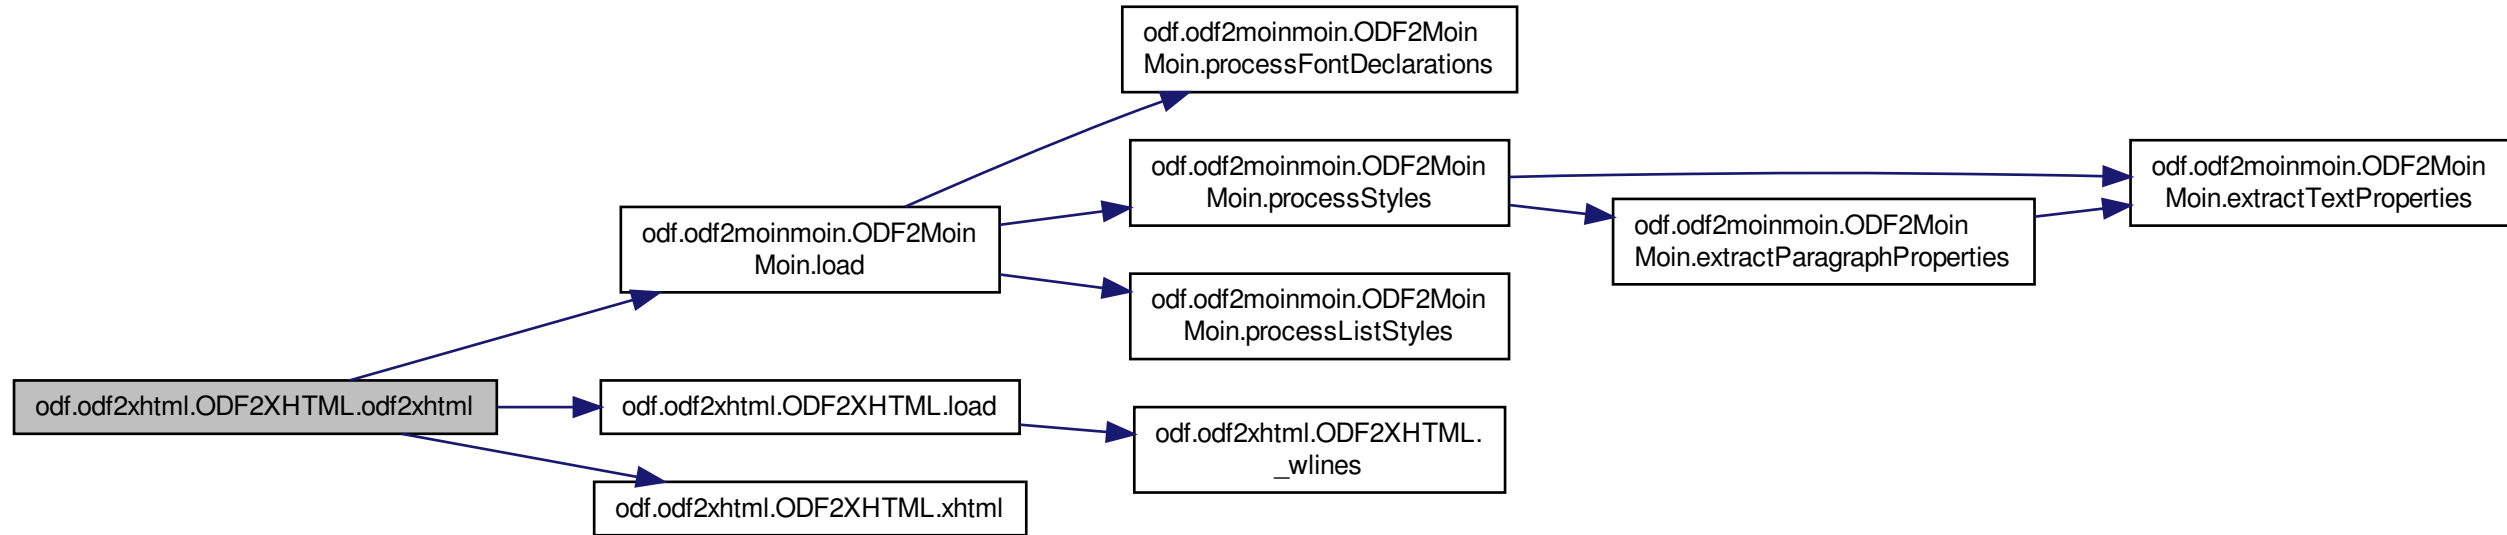 odf.odf2moinmoin.ODF2Moin
Moin.processFontDeclarations
odf.odf2moinmoin.ODF2Moin
Moin.processStyles
odf.odf2moinmoin.ODF2Moin
Moin.extractTextProperties
odf.odf2moinmoin.ODF2Moin
Moin.load
odf.odf2moinmoin.ODF2Moin
Moin.extractParagraphProperties
odf.odf2moinmoin.ODF2Moin
Moin.processListStyles
odf.odf2xhtml.ODF2XHTML.odf2xhtml
odf.odf2xhtml.ODF2XHTML.load
odf.odf2xhtml.ODF2XHTML.
_wlines
odf.odf2xhtml.ODF2XHTML.xhtml